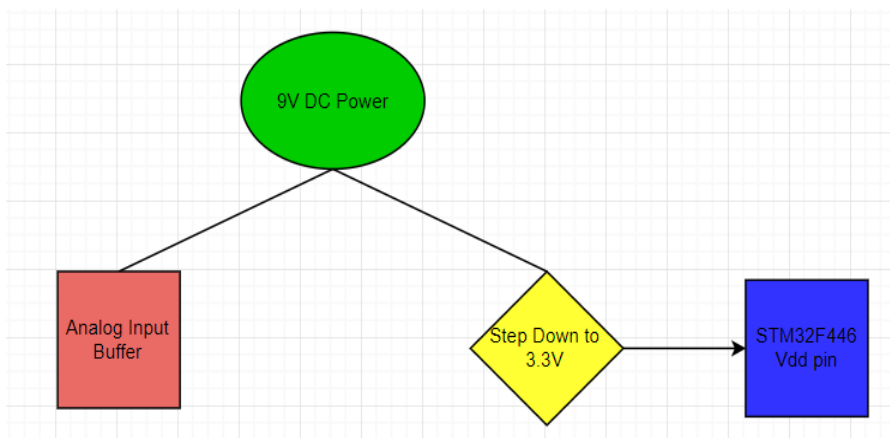 9V DC Power
Analog Input
Buffer
Step Down to
3.3V
STM32F446
Vdd pin